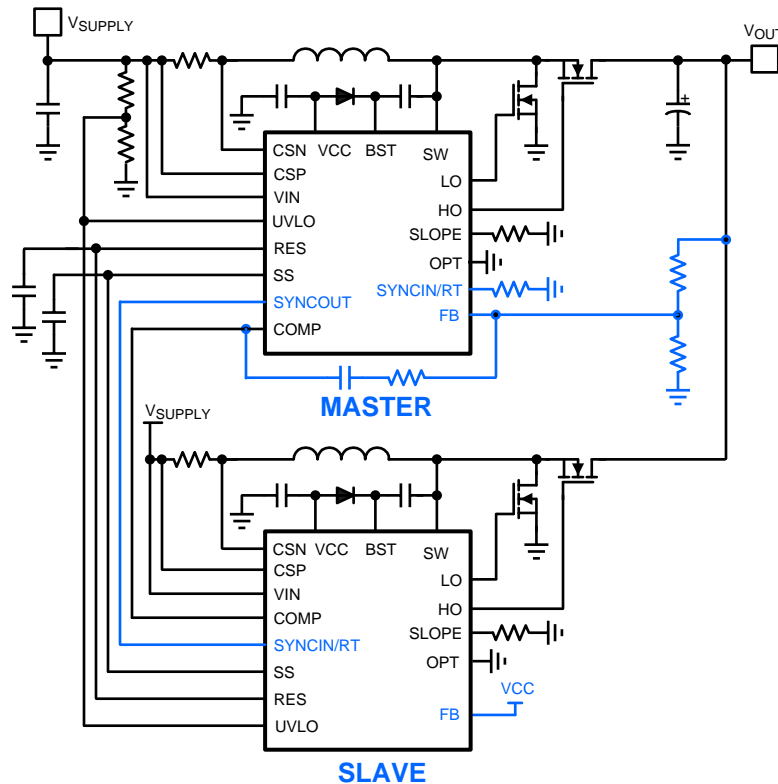 VSUPPLY
VOUT
+
CSN
VCC
BST
SW
CSP
LO
VIN
HO
UVLO
SLOPE
RES
OPT
SS
SYNCIN/RT
SYNCOUT
FB
COMP
MASTER
VSUPPLY
CSN
VCC
BST
SW
CSP
LO
VIN
HO
COMP
SLOPE
SYNCIN/RT
OPT
SS
VCC
RES
FB
UVLO
SLAVE